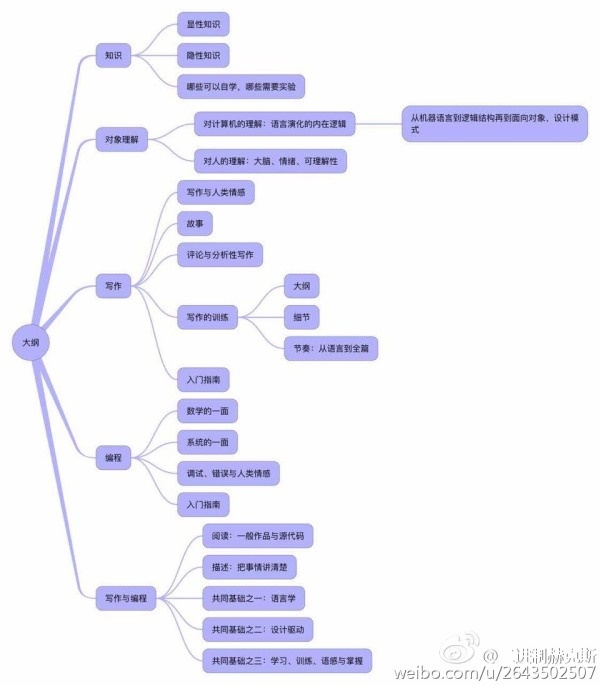 显性知识
知识
隐性知识
哪些可以自学，哪些需要实验
对计算机的理解：语言演化的内在逻辑
从机器语言到逻辑结构再到面向对象、设计模
式
对象理解
对人的理解：大脑、情绪、可理解性
写作与人类情感
故事
评论与分析性写作
写作
大纲
写作的训练
细节
节奏：从语言到全篇
大纲
入门指南
数学的一面
系统的一面
编程
调试、错误与人类情感
入门指南
阅读：一般作品与源代码
描述：把事情讲清楚
写作与编程
共同基础之一：语言学
共同基础之二：设计驱动
共同基础之三：学习、训练、语感与掌握
weibo.com/u/2643502507